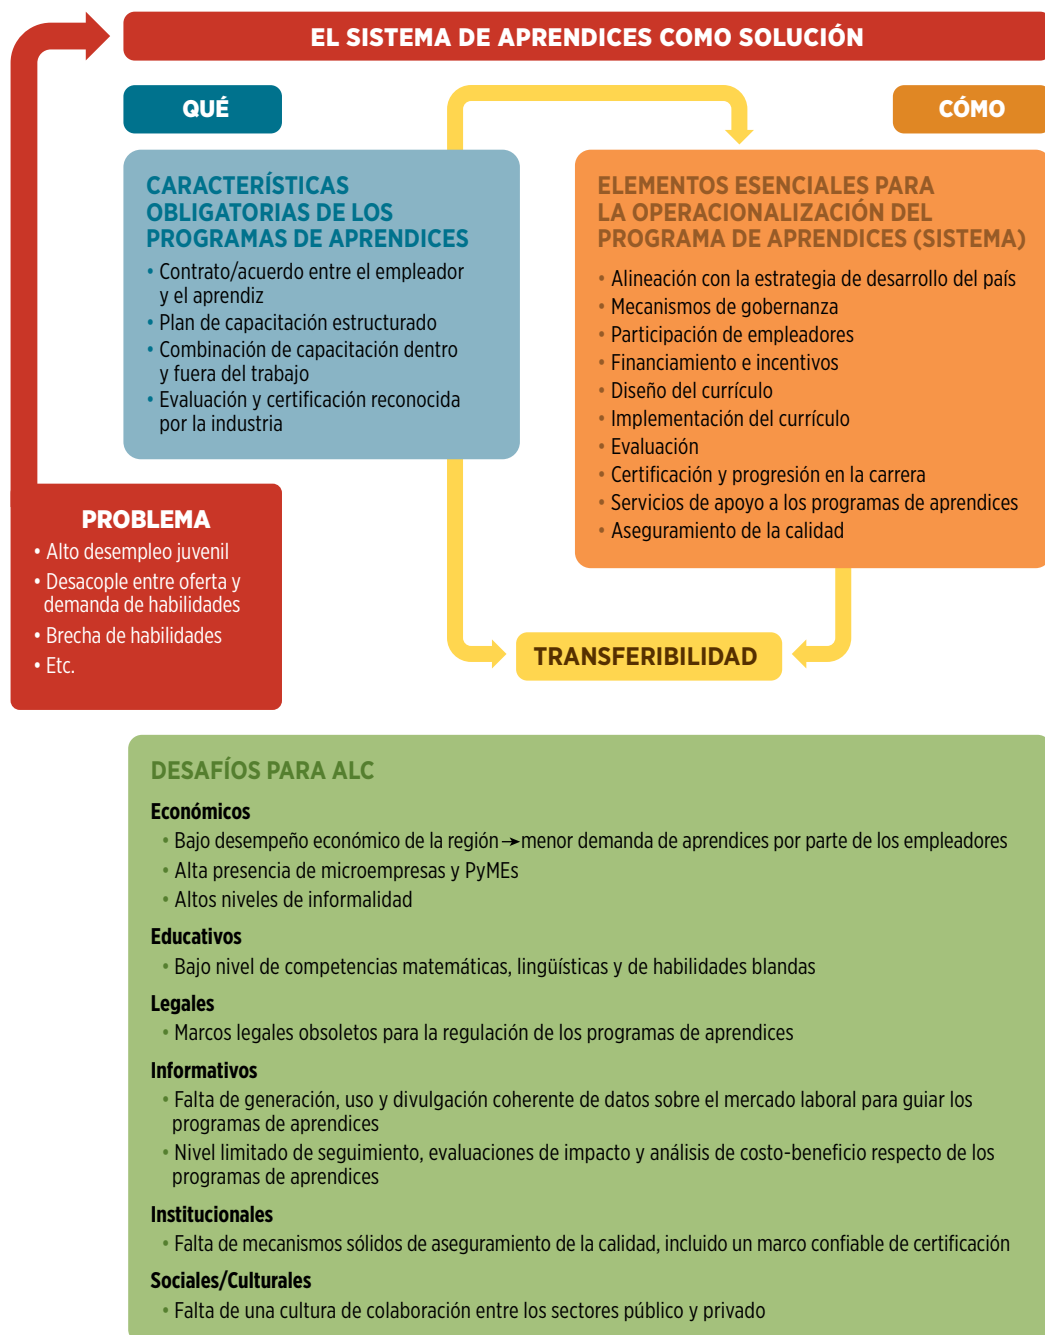 EL SISTEMA DE APRENDICES COMO SOLUCIÓN
QUÉ
CÓMO
CARACTERÍSTICAS
OBLIGATORIAS DE LOS
PROGRAMAS DE APRENDICES
• Contrato/acuerdo entre el empleador
y el aprendiz
• Plan de capacitación estructurado
• Combinación de capacitación dentro
y fuera del trabajo
• Evaluación y certificación reconocida
por la industria
ELEMENTOS ESENCIALES PARA
LA OPERACIONALIZACIÓN DEL
PROGRAMA DE APRENDICES (SISTEMA)
• Alineación con la estrategia de desarrollo del país
• Mecanismos de gobernanza
• Participación de empleadores
• Financiamiento e incentivos
• Diseño del currículo
• Implementación del currículo
• Evaluación
• Certificación y progresión en la carrera
• Servicios de apoyo a los programas de aprendices
• Aseguramiento de la calidad
PROBLEMA
• Alto desempleo juvenil
• Desacople entre oferta y
demanda de habilidades
• Brecha de habilidades
• Etc.
TRANSFERIBILIDAD
DESAFÍOS PARA ALC
Económicos
• Bajo desempeño económico de la región→menor demanda de aprendices por parte de los empleadores
• Alta presencia de microempresas y PyMEs
• Altos niveles de informalidad
Educativos
• Bajo nivel de competencias matemáticas, lingüísticas y de habilidades blandas
Legales
• Marcos legales obsoletos para la regulación de los programas de aprendices
Informativos
• Falta de generación, uso y divulgación coherente de datos sobre el mercado laboral para guiar los
programas de aprendices
• Nivel limitado de seguimiento, evaluaciones de impacto y análisis de costo-beneficio respecto de los
programas de aprendices
Institucionales
• Falta de mecanismos sólidos de aseguramiento de la calidad, incluido un marco confiable de certificación
Sociales/Culturales
• Falta de una cultura de colaboración entre los sectores público y privado